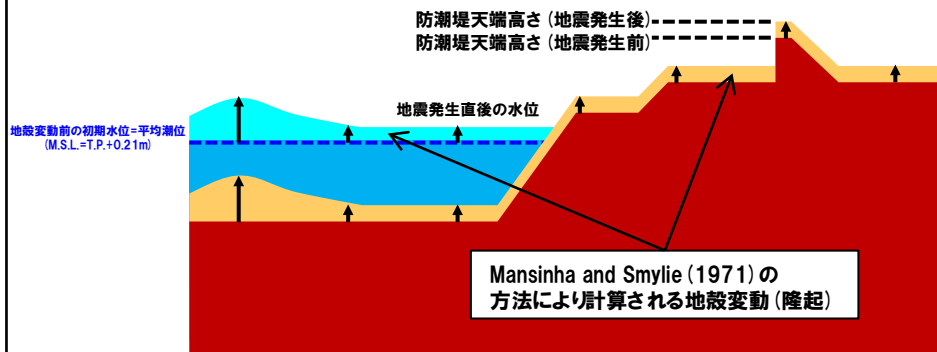 防潮堤天端高さ(地震発生後)
防潮堤天端高さ(地震発生前)
地震発生直後の水位
地殻変動前の初期水位=平均潮位
(M.S.L.=T.P.+0.21m)
Mansinha and Smylie(1971)の
方法により計算される地殻変動(隆起)